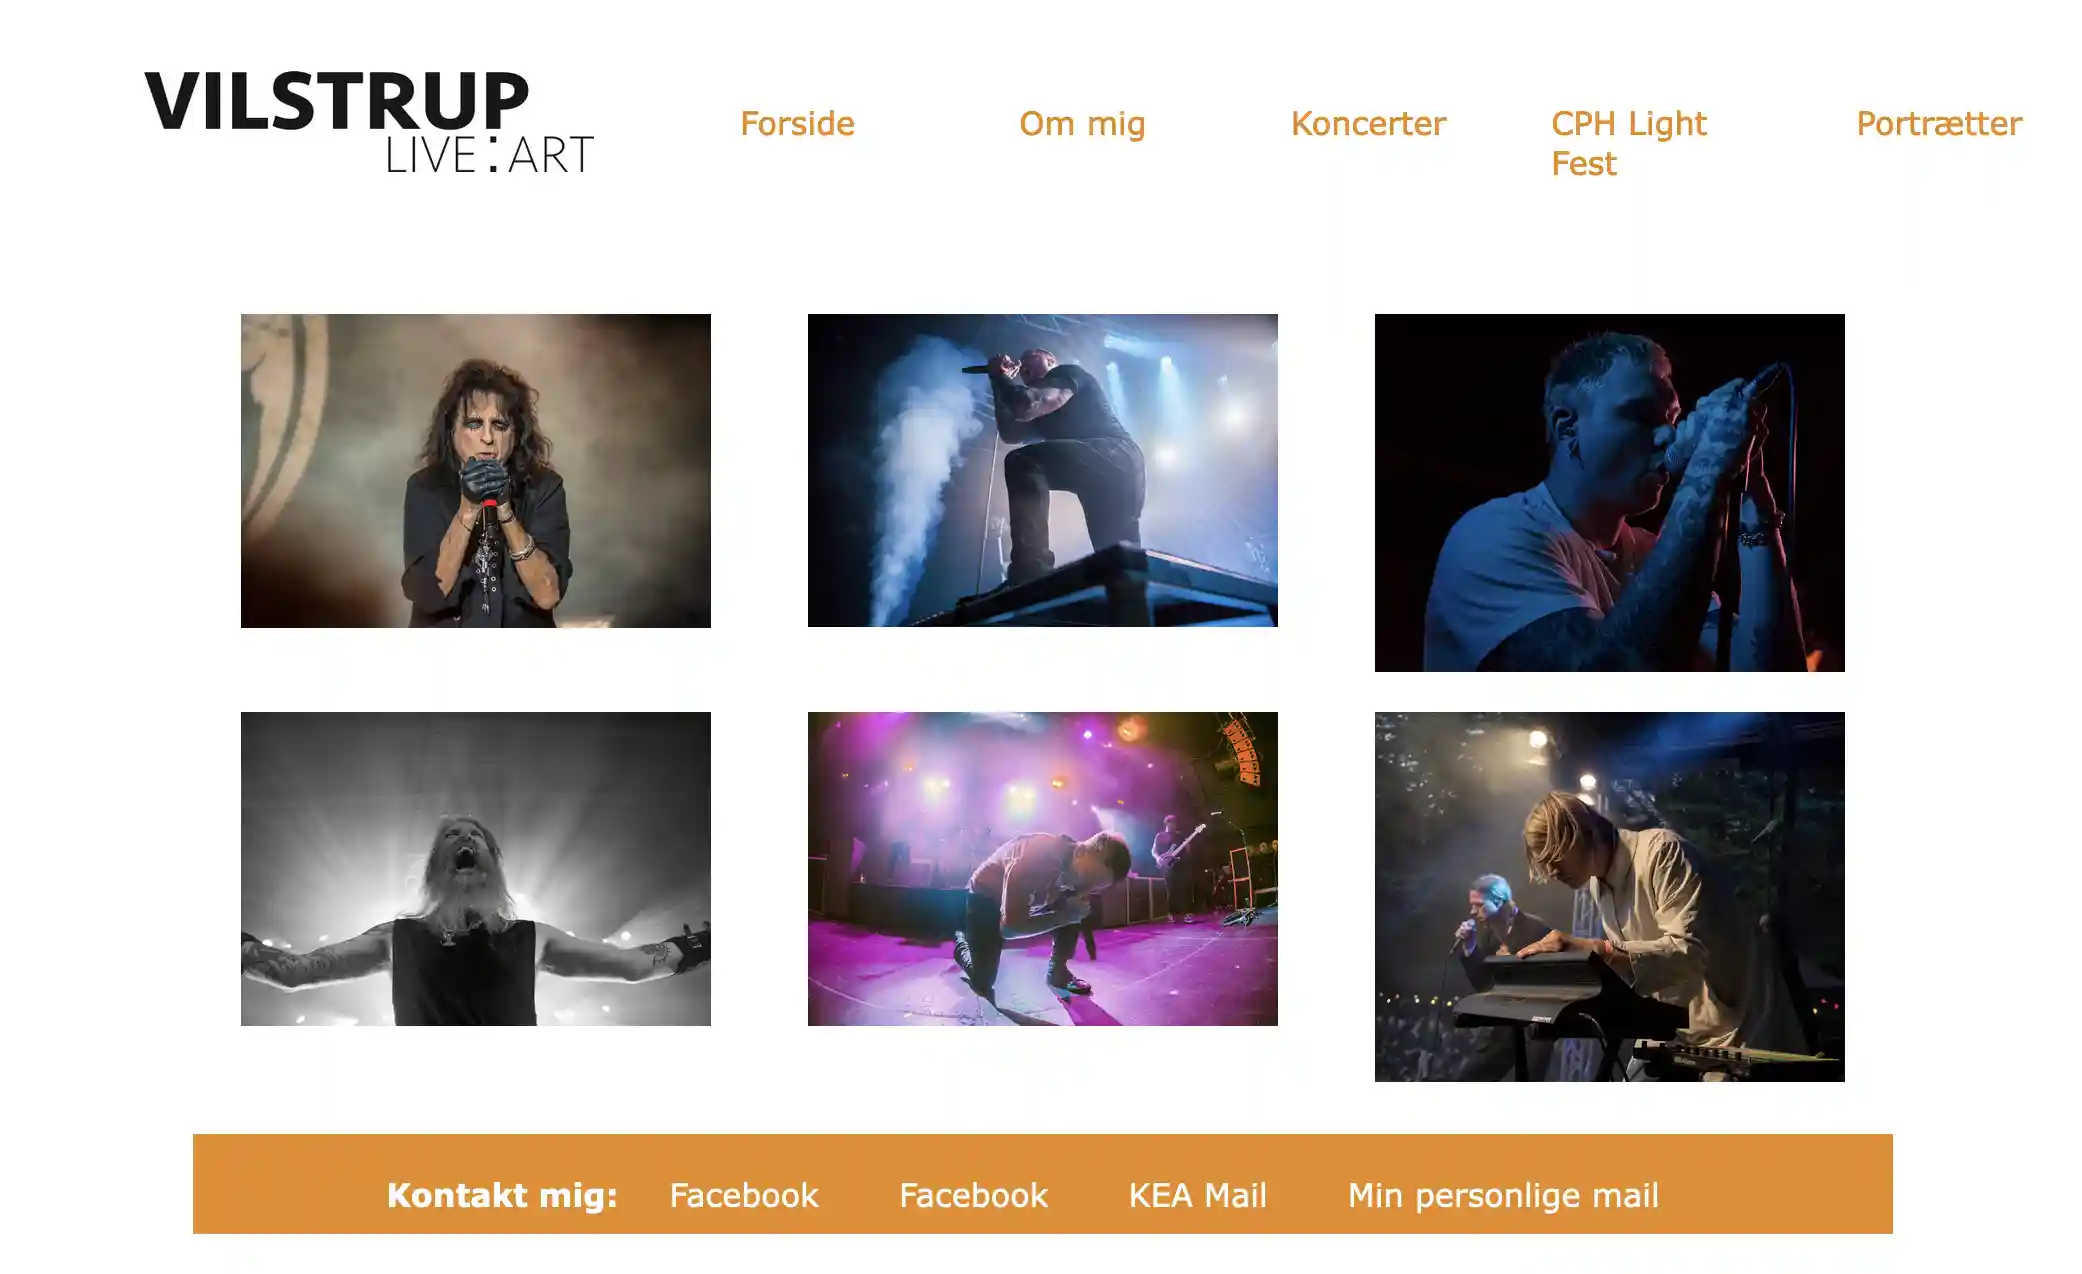 VILSTRUP
LIVE:ART
Forside
Om mig
Koncerter
CPH Light
Fest
Portrætter
Kontakt mig:
Facebook
Facebook
KEA Mail
Min personlige mail